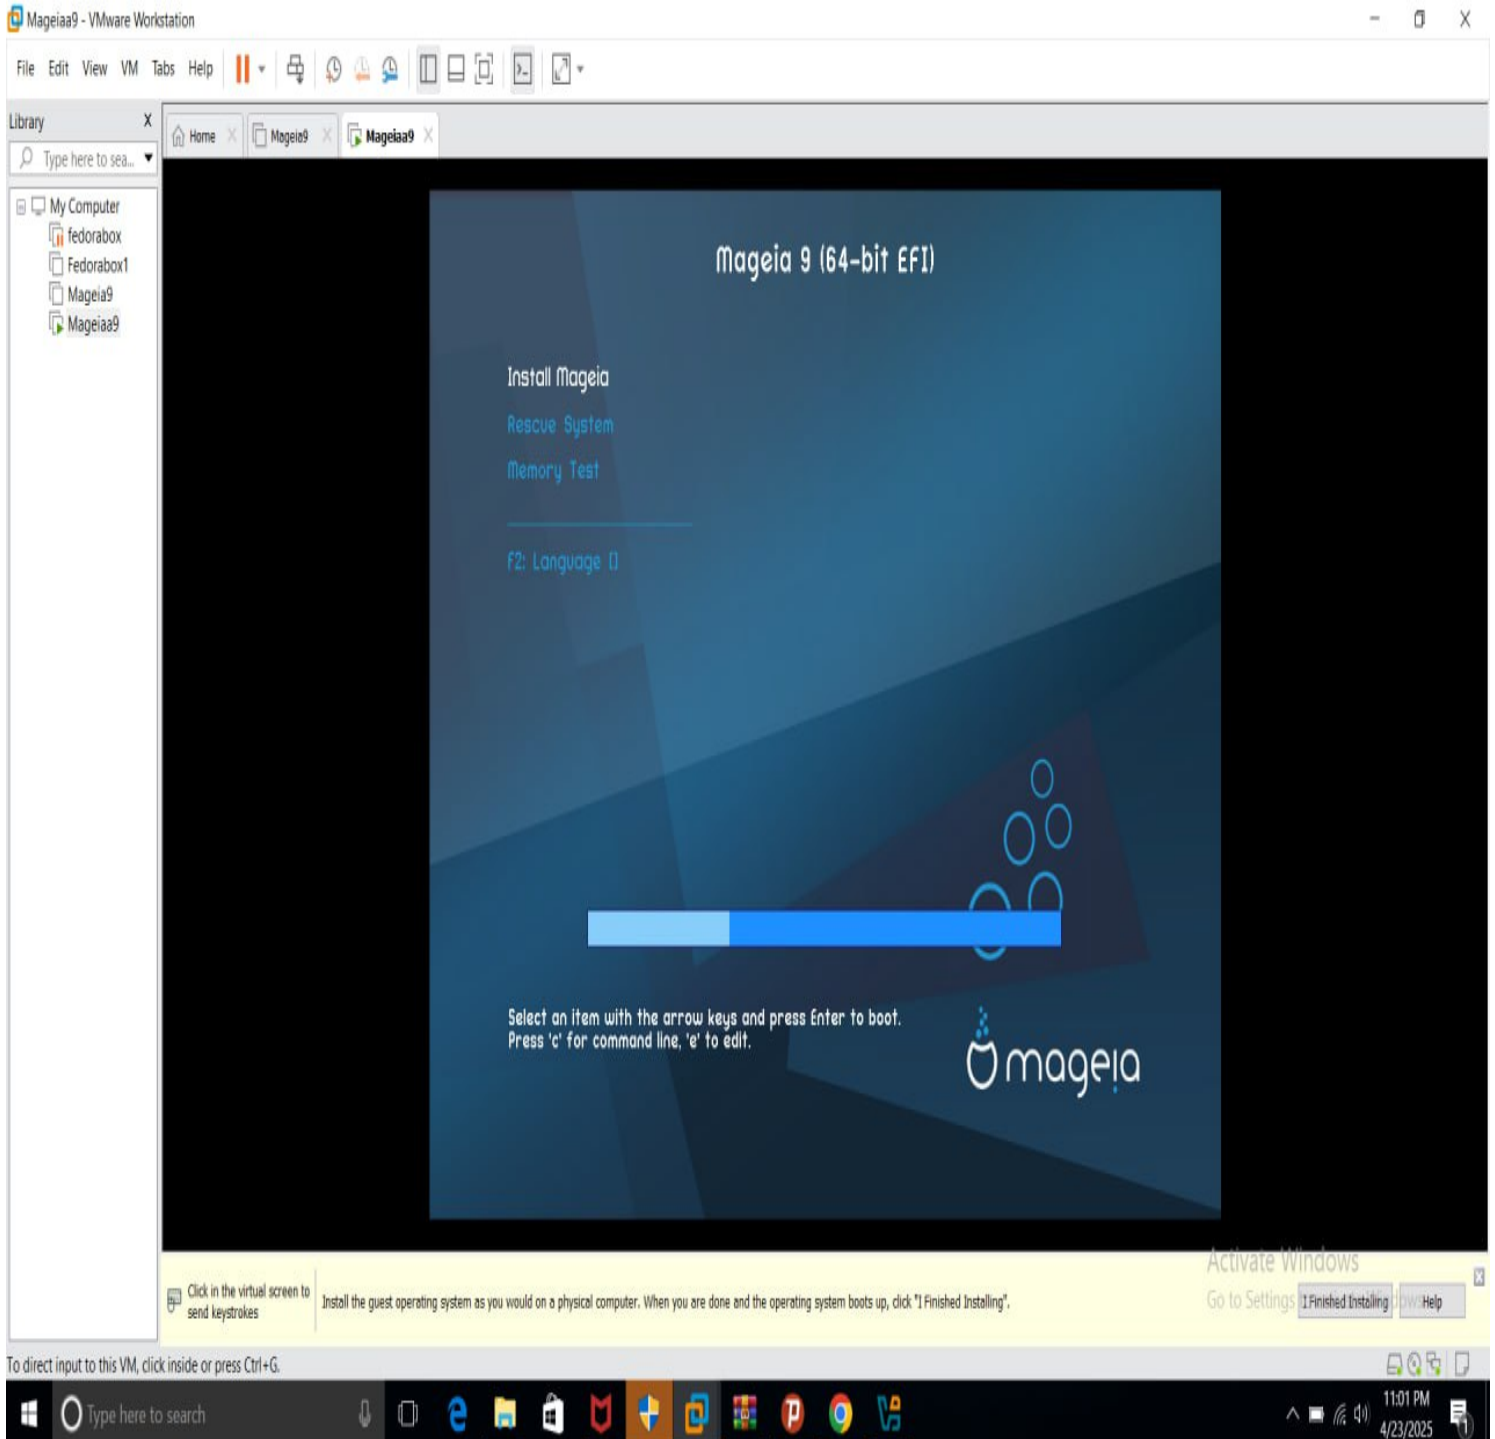 Mageiaa9 - VMware Workstation
File Edit View VM Tabs Help
Library X
Home
Mageia9
Mageiaa9
Type here to sea...
My Computer
fedorabox
Fedorabox1
Mageia9
Mageiaa9
Mageia 9 (64-bit EFI)
Install Mageia
Rescue System
Memory Test
F2: Language []
Select an item with the arrow keys and press Enter to boot.
Press 'c' for command line, 'e' to edit.
mageia
Activate Windows
Go to Settings
Click in the virtual screen to
send keystrokes
Install the guest operating system as you would on a physical computer. When you are done and the operating system boots up, click "I Finished Installing".
I Finished Installing
Help
To direct input to this VM, click inside or press Ctrl+G.
Type here to search
11:01 PM
4/23/2025
1